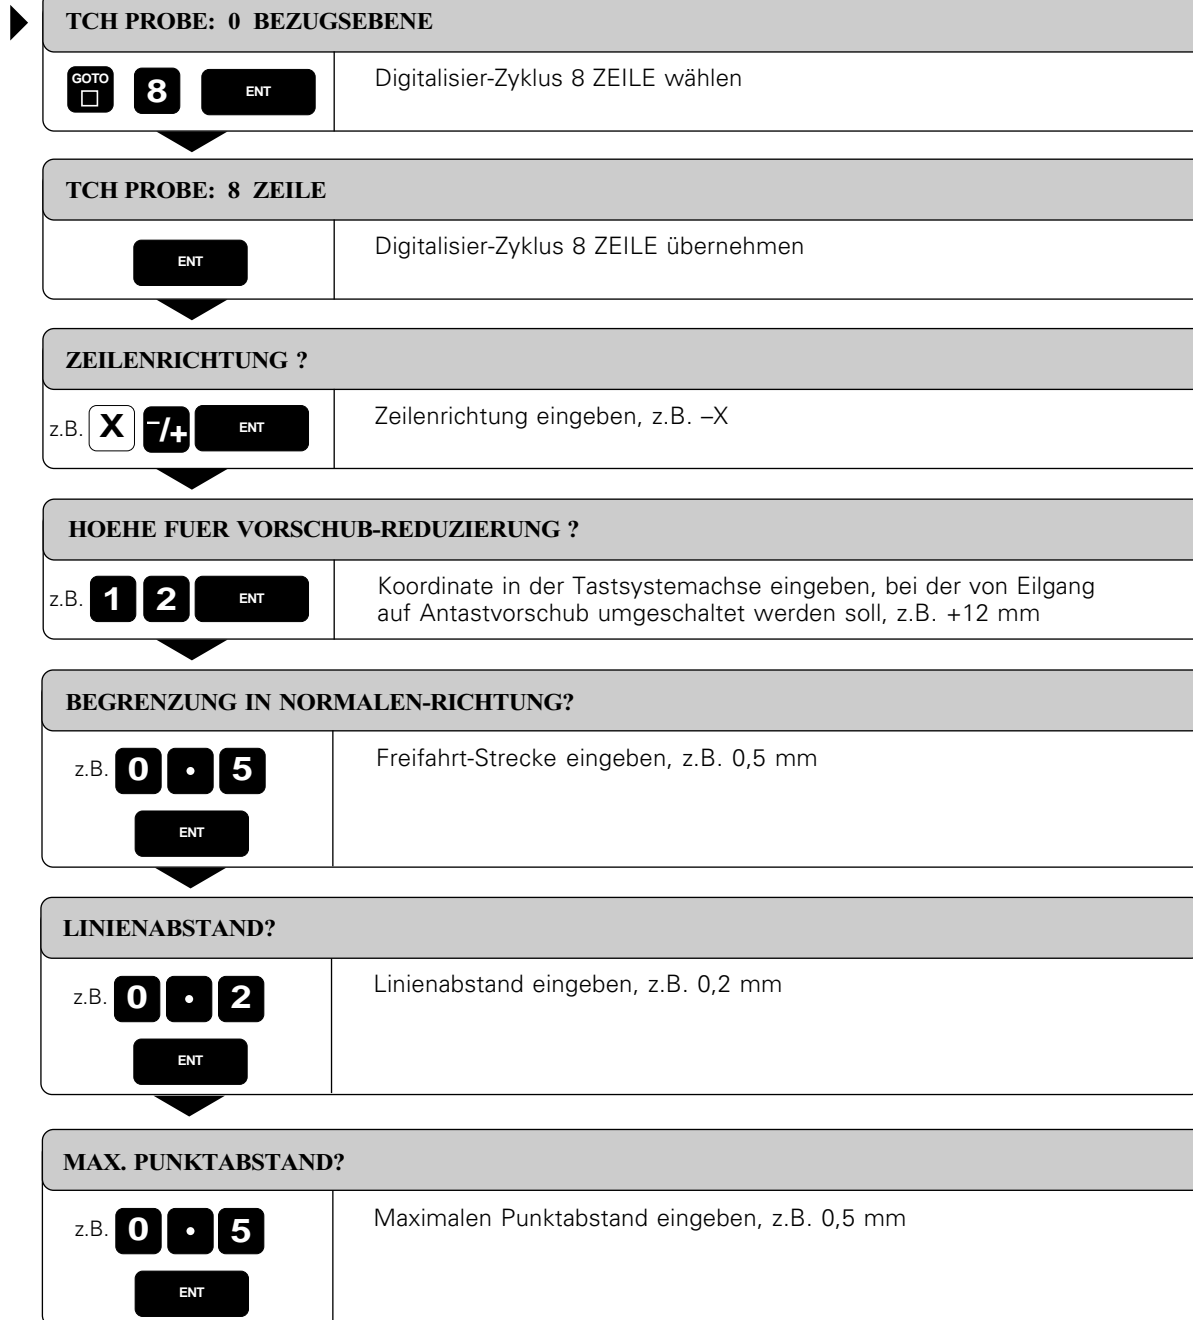 TCH PROBE: 0 BEZUGSEBENE
GOTO 8 ENT
Digitalisier-Zyklus 8 ZEILE wählen
TCH PROBE: 8 ZEILE
ENT
Digitalisier-Zyklus 8 ZEILE übernehmen
ZEILENRICHTUNG ?
z.B. X −/+ ENT
Zeilenrichtung eingeben, z.B. –X
HOEHE FUER VORSCHUB-REDUZIERUNG ?
z.B. 1 2 ENT
Koordinate in der Tastsystemachse eingeben, bei der von Eilgang
auf Antastvorschub umgeschaltet werden soll, z.B. +12 mm
BEGRENZUNG IN NORMALEN-RICHTUNG?
z.B. 0 • 5
ENT
Freifahrt-Strecke eingeben, z.B. 0,5 mm
LINIENABSTAND?
z.B. 0 • 2
ENT
Linienabstand eingeben, z.B. 0,2 mm
MAX. PUNKTABSTAND?
z.B. 0 • 5
ENT
Maximalen Punktabstand eingeben, z.B. 0,5 mm